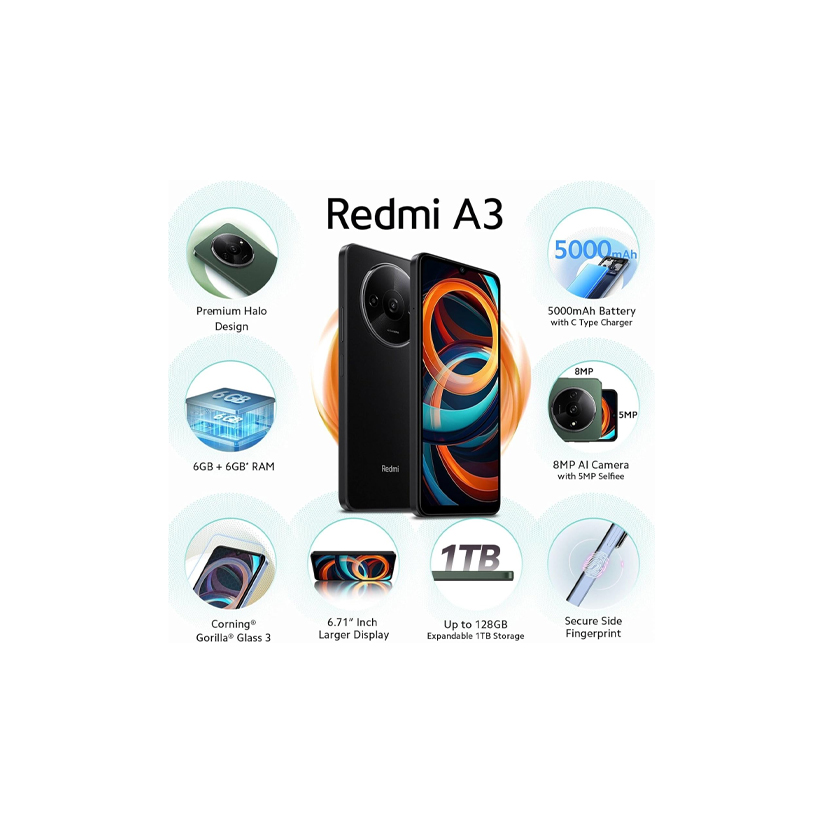 Redmi A3
Premium Halo
Design
5000mAh
5000mAh Battery
with C Type Charger
6GB
6GB
6GB + 6GB* RAM
Redmi
8MP
5MP
8MP AI Camera
with 5MP Selfiee
Corning®
Gorilla® Glass 3
6.71" Inch
Larger Display
1TB
Up to 128GB
Expandable 1TB Storage
Secure Side
Fingerprint